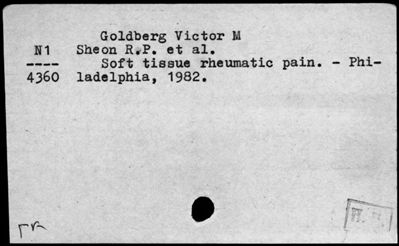 Goldberg Victor M
N1 Sheon R.P. et al.
---- Soft tissue rheumatic pain. - Phi-
4360 ladelphia, 1982.